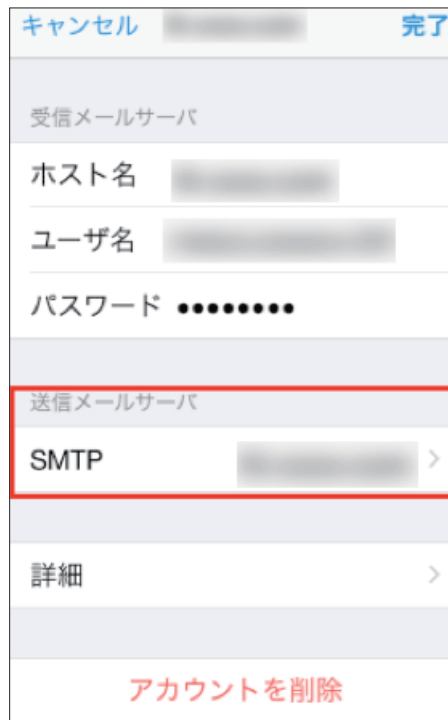 キャンセル 完了
受信メールサーバ
ホスト名
ユーザ名
パスワード ●●●●●●●●
送信メールサーバ
SMTP
詳細
アカウントを削除